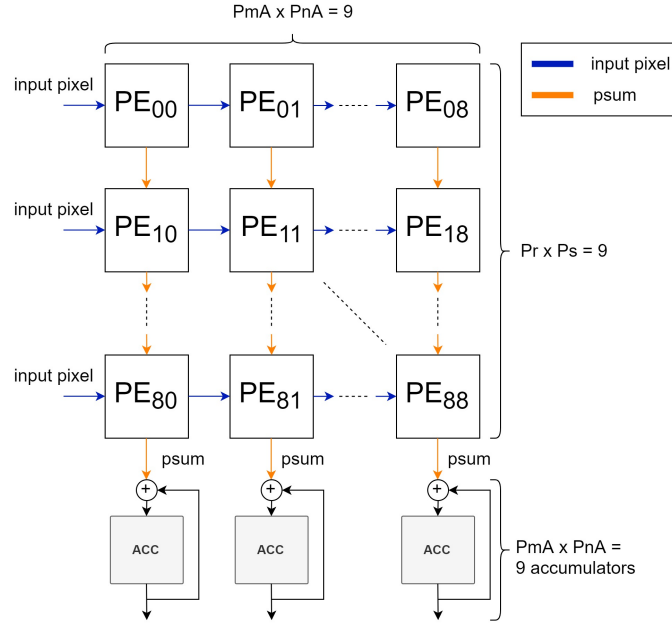 PmA x PnA = 9
input pixel
psum
input pixel
PE00
PE01
PE08
input pixel
PE10
PE11
PE18
Pr x Ps = 9
input pixel
PE80
PE81
PE88
psum
psum
psum
+
+
+
ACC
ACC
ACC
PmA x PnA =
9 accumulators